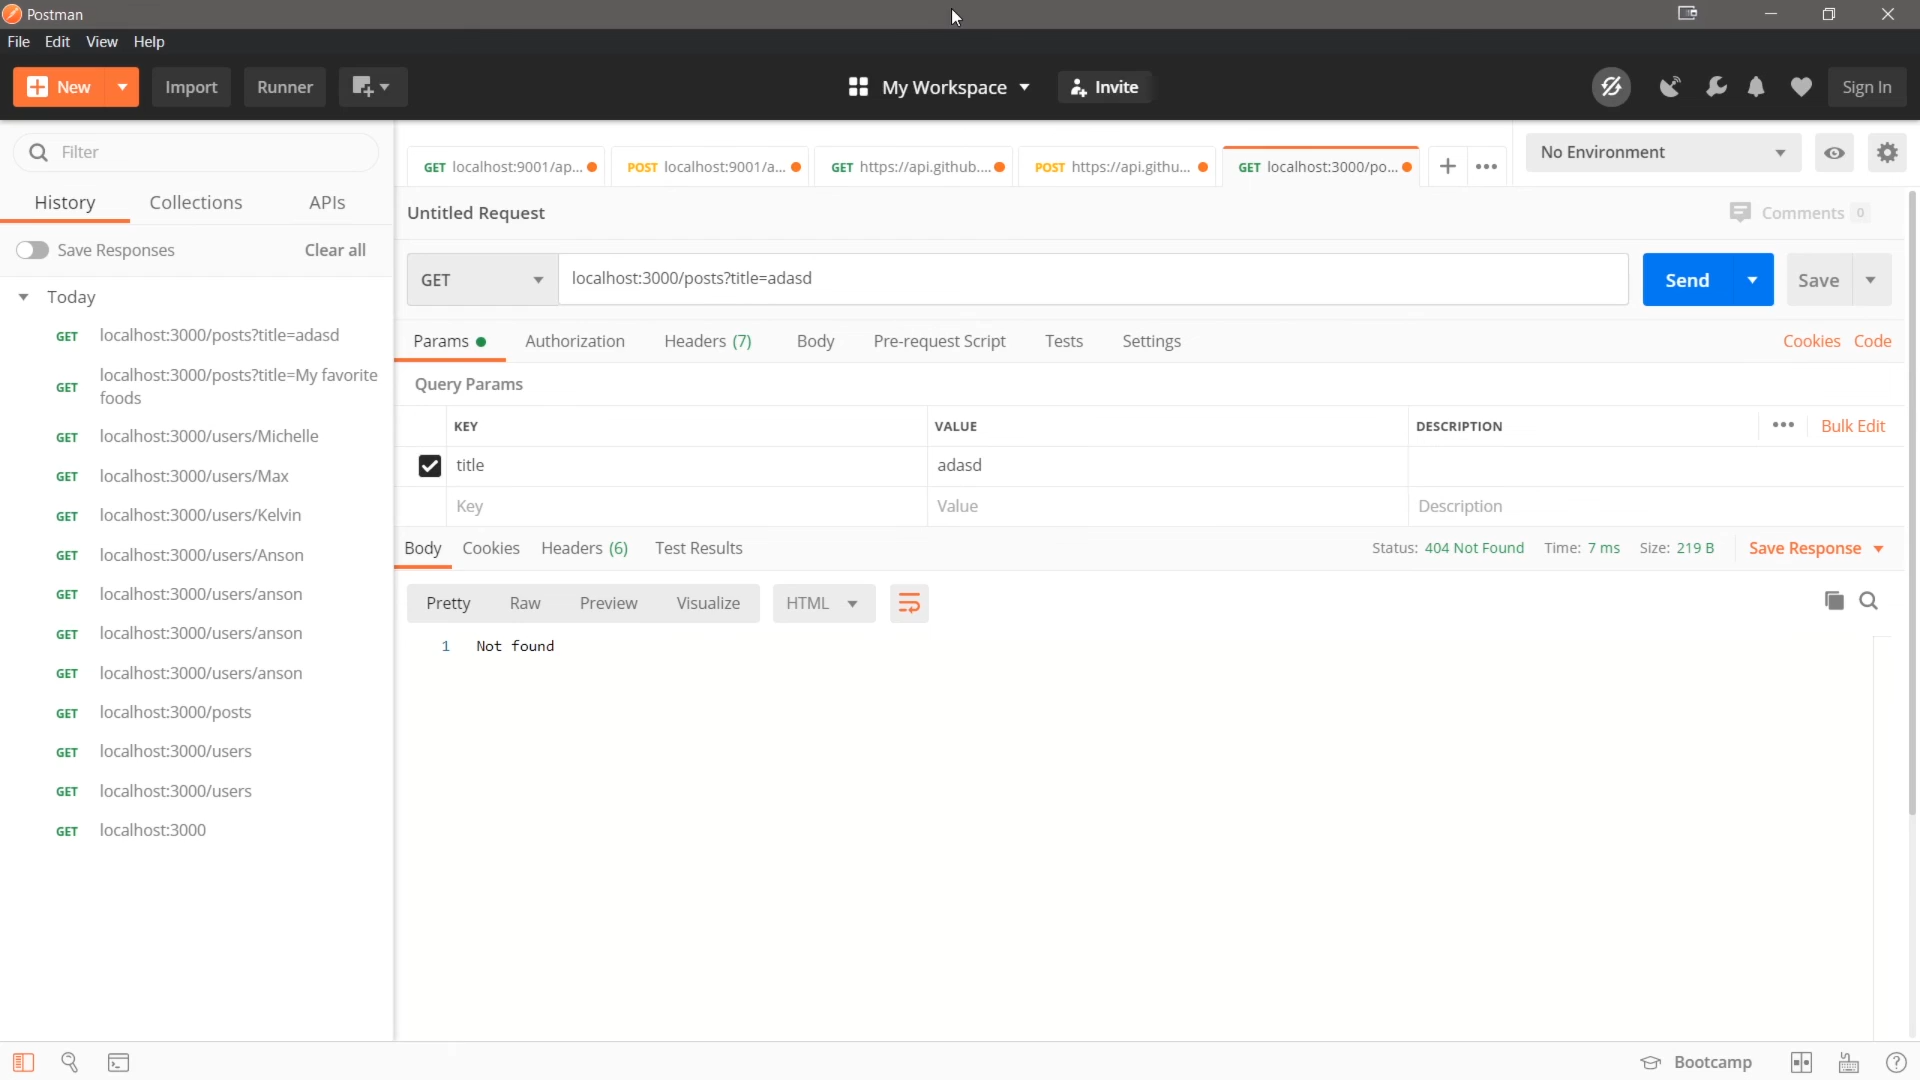 Postman
File Edit View Help
New Import Runner My Workspace Invite Sign In
Filter
History Collections APIs
Save Responses Clear all
Today
GET localhost:3000/posts?title=adasd
GET localhost:3000/posts?title=My favorite
foods
GET localhost:3000/users/Michelle
GET localhost:3000/users/Max
GET localhost:3000/users/Kelvin
GET localhost:3000/users/Anson
GET localhost:3000/users/anson
GET localhost:3000/users/anson
GET localhost:3000/users/anson
GET localhost:3000/posts
GET localhost:3000/users
GET localhost:3000/users
GET localhost:3000
GET localhost:9001/ap... POST localhost:9001/a... GET https://api.github.... POST https://api.githu... GET localhost:3000/po... No Environment
Untitled Request Comments 0
GET localhost:3000/posts?title=adasd Send Save
Params Authorization Headers (7) Body Pre-request Script Tests Settings Cookies Code
Query Params
KEY VALUE DESCRIPTION Bulk Edit
title adasd
Key Value Description
Body Cookies Headers (6) Test Results Status: 404 Not Found Time: 7 ms Size: 219 B Save Response
Pretty Raw Preview Visualize HTML
1 Not found
Bootcamp